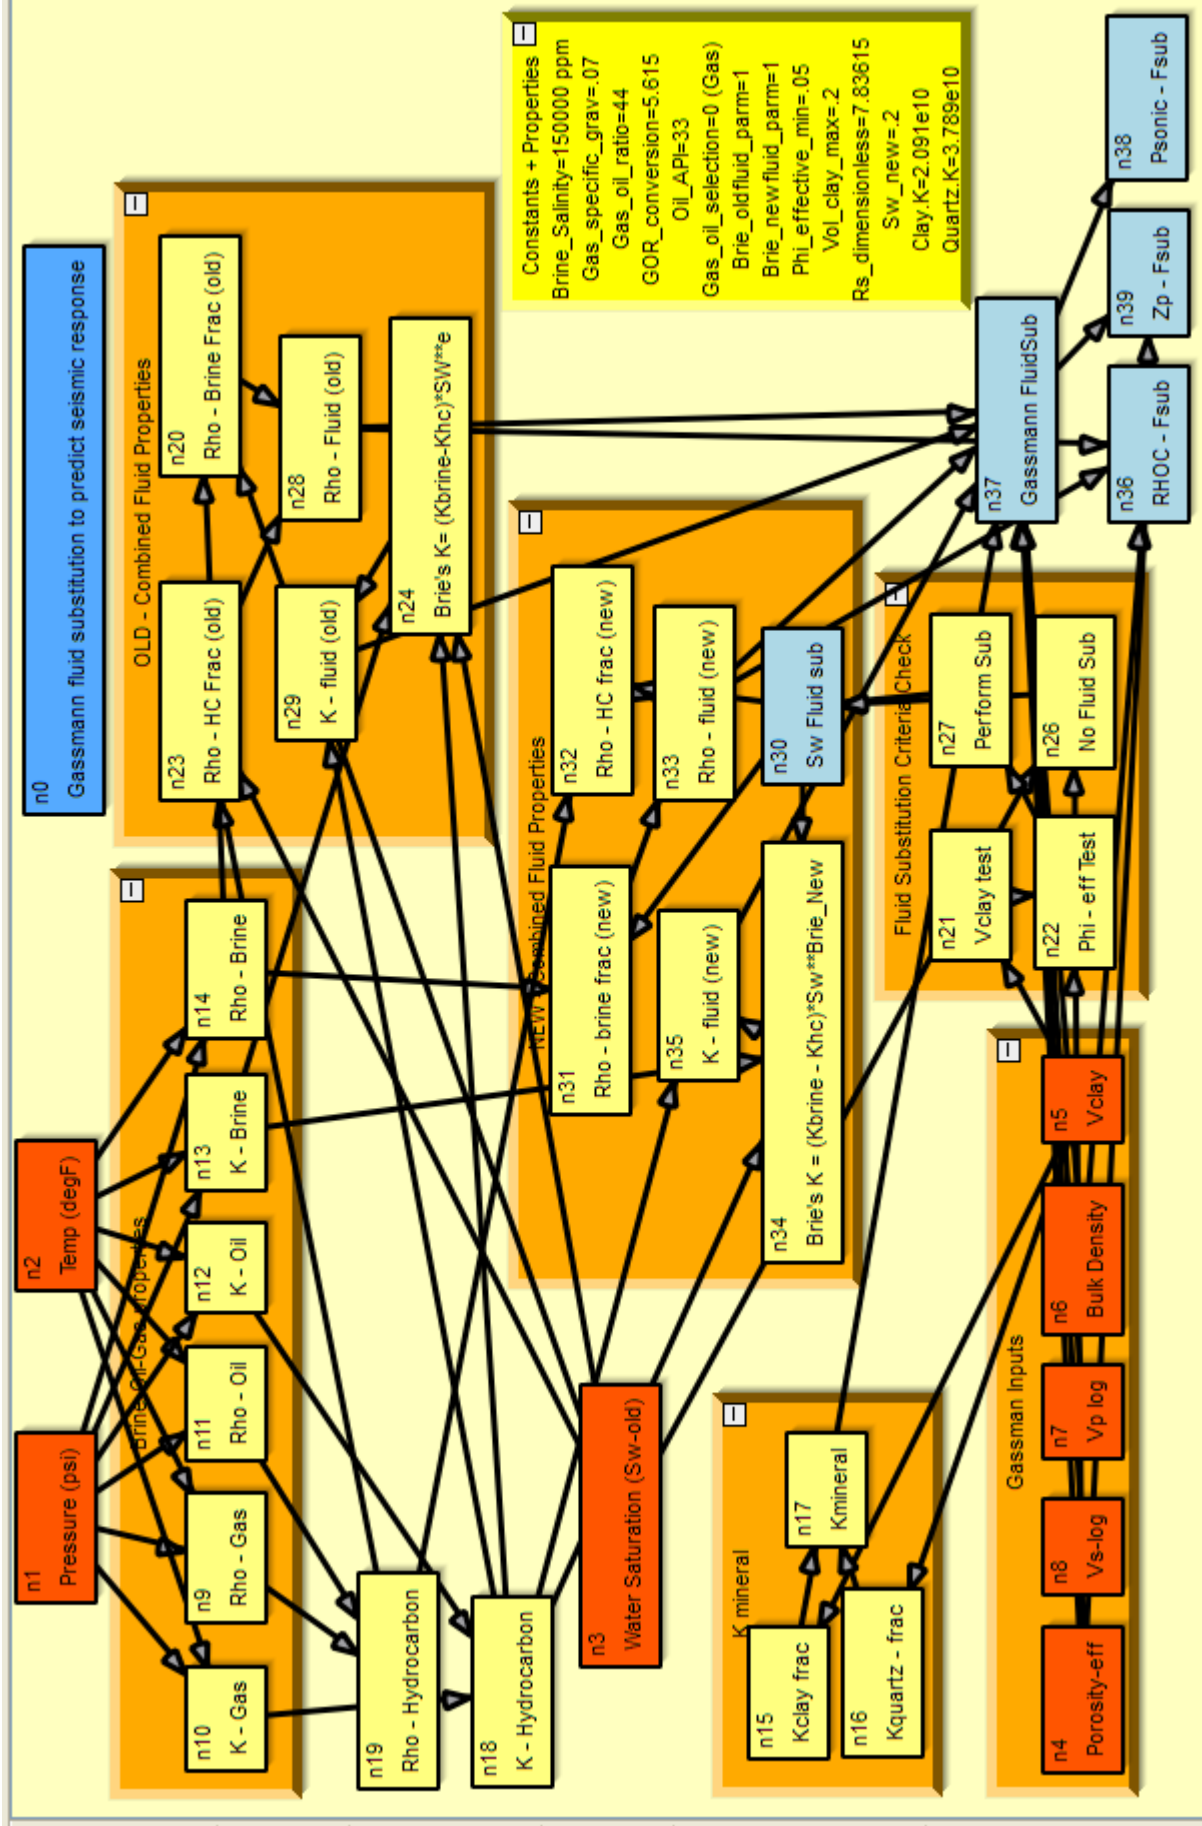 n0
Gassmann fluid substitution to predict seismic response
n1
Pressure (psi)
n2
Temp (degF)
Brine-Oil-Gas Properties
n10
K - Gas
n9
Rho - Gas
n11
Rho - Oil
n12
K - Oil
n13
K - Brine
n14
Rho - Brine
n19
Rho - Hydrocarbon
n18
K - Hydrocarbon
n3
Water Saturation (Sw-old)
OLD - Combined Fluid Properties
n23
Rho - HC Frac (old)
n20
Rho - Brine Frac (old)
n29
K - fluid (old)
n28
Rho - Fluid (old)
n24
Brie's K= (Kbrine-Khc)*SW**e
Constants + Properties
Brine_Salinity=150000 ppm
Gas_specific_grav=.07
Gas_oil_ratio=44
GOR_conversion=5.615
Oil_API=33
Gas_oil_selection=0 (Gas)
Brie_oldfluid_parm=1
Brie_newfluid_parm=1
Phi_effective_min=.05
Vol_clay_max=.2
Rs_dimensionless=7.83615
Sw_new=.2
Clay.K=2.091e10
Quartz.K=3.789e10
NEW - Combined Fluid Properties
n31
Rho - brine frac (new)
n32
Rho - HC frac (new)
n35
K - fluid (new)
n33
Rho - fluid (new)
n34
Brie's K = (Kbrine - Khc)*Sw**Brie_New
n30
Sw Fluid sub
K mineral
n15
Kclay frac
n16
Kquartz - frac
n17
Kmineral
Fluid Substitution Criteria Check
n21
Vclay test
n27
Perform Sub
n22
Phi - eff Test
n26
No Fluid Sub
Gassman Inputs
n4
Porosity-eff
n8
Vs-log
n7
Vp log
n6
Bulk Density
n5
Vclay
n37
Gassmann FluidSub
n36
RHOC - Fsub
n39
Zp - Fsub
n38
Psonic - Fsub